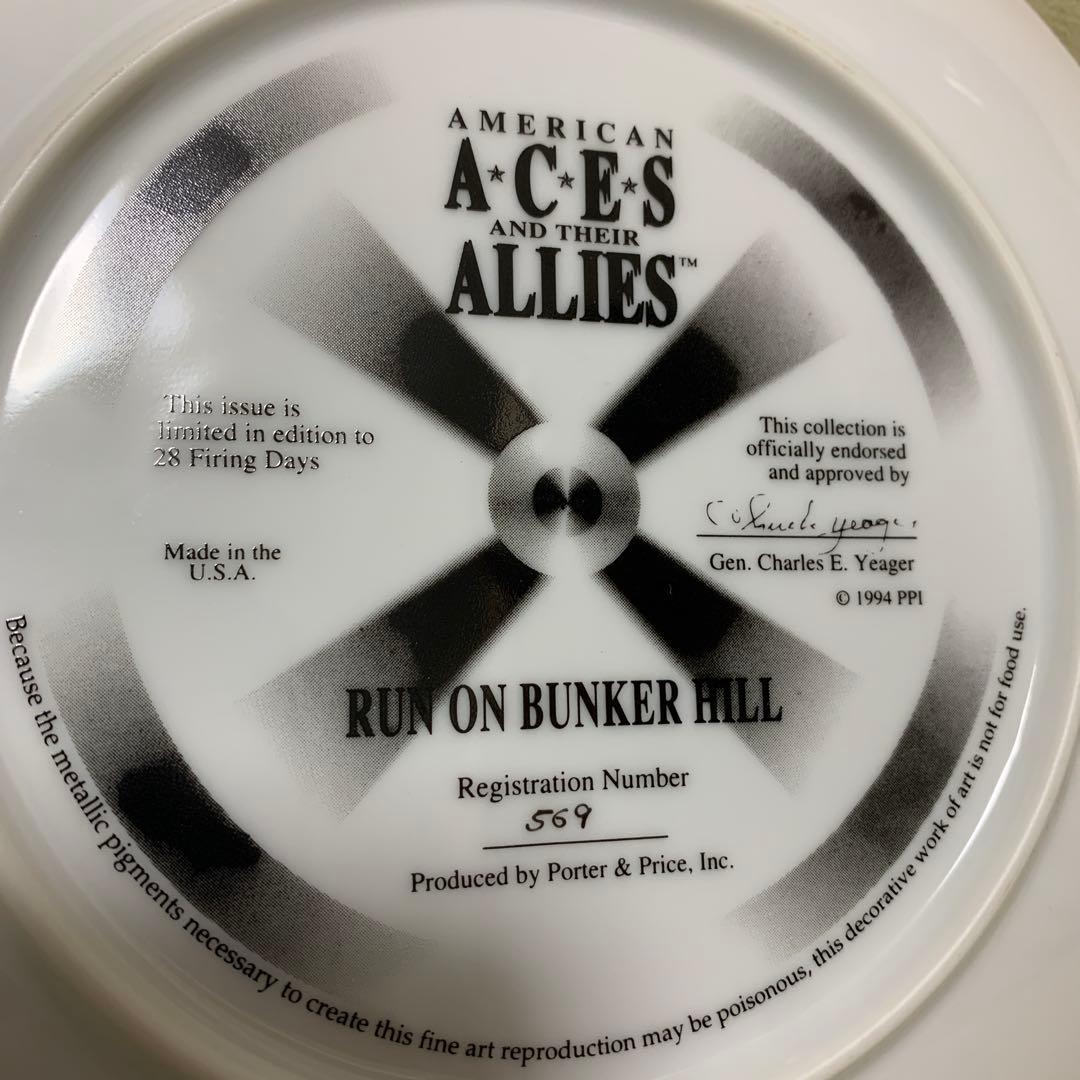 AMERICAN
A★C★E★S
AND THEIR
ALLIES™
This issue is
limited in edition to
28 Firing Days
Made in the
U.S.A.
This collection is
officially endorsed
and approved by
Chuck Yeager
Gen. Charles E. Yeager
© 1994 PPI
RUN ON BUNKER HILL
Registration Number
569
Produced by Porter & Price, Inc.
Because the metallic pigments necessary to create this fine art reproduction may be poisonous, this decorative work of art is not for food use.